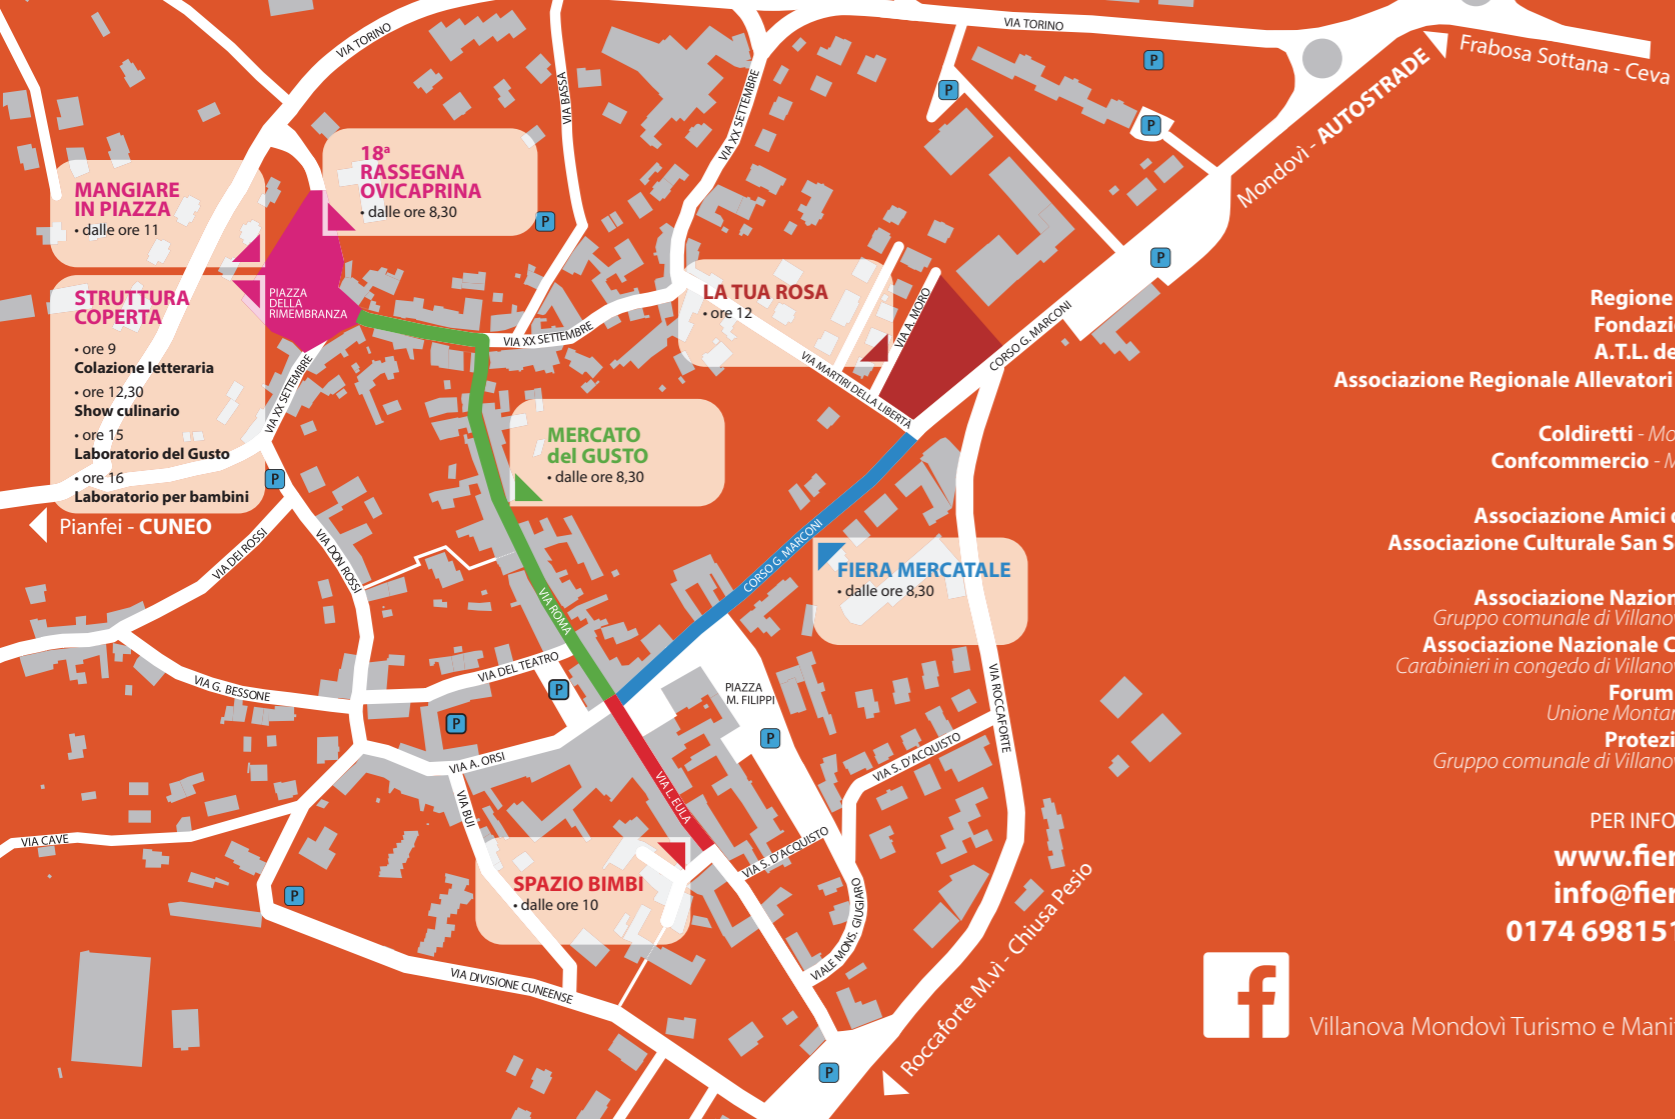 VIA TORINO
VIA TORINO
Frabosa Sottana - Ceva
Mondovì - AUTOSTRADE
VIA BASSA
VIA XX SETTEMBRE
P
P
P
P
P
18ª
RASSEGNA
OVICAPRINA
• dalle ore 8,30
MANGIARE
IN PIAZZA
• dalle ore 11
STRUTTURA
COPERTA
• ore 9
Colazione letteraria
• ore 12,30
Show culinario
• ore 15
Laboratorio del Gusto
• ore 16
Laboratorio per bambini
PIAZZA
DELLA
RIMEMBRANZA
VIA XX SETTEMBRE
VIA XX SETTEMBRE
LA TUA ROSA
• ore 12
VIA A. MORO
VIA MARTIRI DELLA LIBERTÀ
CORSO G. MARCONI
MERCATO
del GUSTO
• dalle ore 8,30
P
Pianfei - CUNEO
VIA DEI ROSSI
VIA DON ROSSI
CORSO G. MARCONI
FIERA MERCATALE
• dalle ore 8,30
VIA ROMA
VIA DEL TEATRO
VIA G. BESSONE
P
P
P
PIAZZA
M. FILIPPI
VIA ROCCAFORTE
VIA A. ORSI
VIA L. EULA
VIA S. D'ACQUISTO
VIA BUI
VIA CAVE
VIA S. D'ACQUISTO
SPAZIO BIMBI
• dalle ore 10
P
VIALE MONS. GIUGIARO
VIA DIVISIONE CUNEENSE
P
Roccaforte M.vì - Chiusa Pesio
Regione
Fondazi
A.T.L. de
Associazione Regionale Allevatori
Coldiretti - Mo
Confcommercio - M
Associazione Amici
Associazione Culturale San S
Associazione Nazion
Gruppo comunale di Villanov
Associazione Nazionale C
Carabinieri in congedo di Villanov
Forum
Unione Montan
Protezi
Gruppo comunale di Villanov
PER INFO
www.fier
info@fier
0174 698151
f
Villanova Mondovì Turismo e Mani